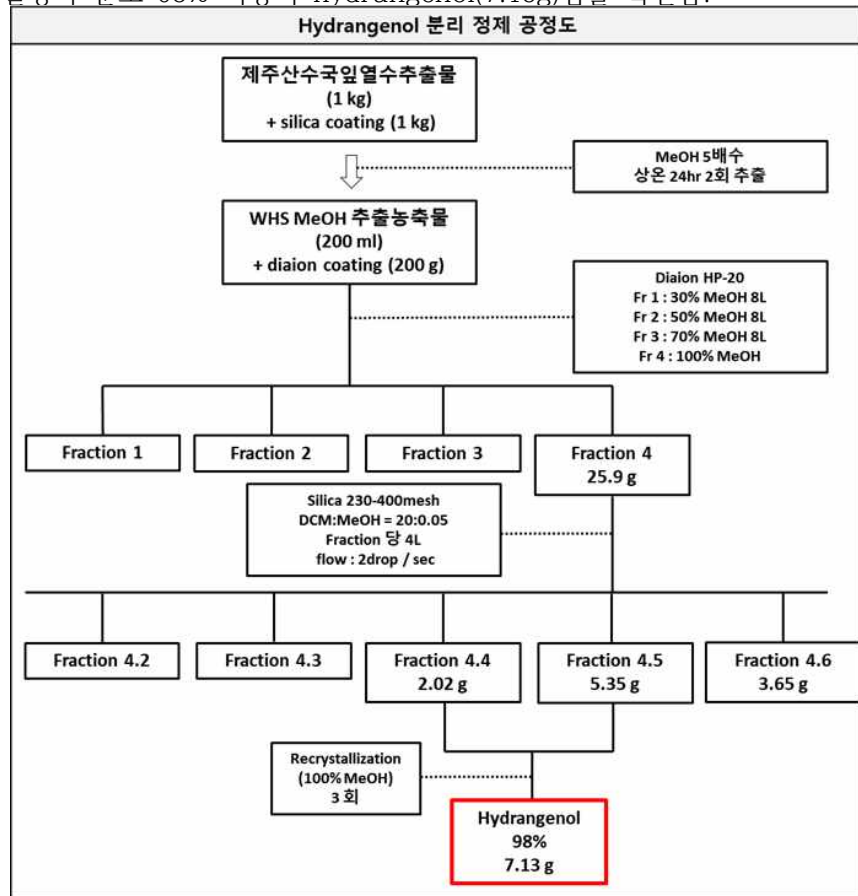 Hydrangenol 분리 정제 공정도
제주산수국잎열수추출물
(1 kg)
+ silica coating (1 kg)
MeOH 5배수
상온 24hr 2회 추출
WHS MeOH 추출농축물
(200 ml)
+ diaion coating (200 g)
Diaion HP-20
Fr 1 : 30% MeOH 8L
Fr 2 : 50% MeOH 8L
Fr 3 : 70% MeOH 8L
Fr 4 : 100% MeOH
Fraction 1
Fraction 2
Fraction 3
Fraction 4
25.9 g
Silica 230-400mesh
DCM:MeOH = 20:0.05
Fraction 당 4L
flow : 2drop / sec
Fraction 4.2
Fraction 4.3
Fraction 4.4
2.02 g
Fraction 4.5
5.35 g
Fraction 4.6
3.65 g
Recrystallization
(100% MeOH)
3 회
Hydrangenol
98%
7.13 g